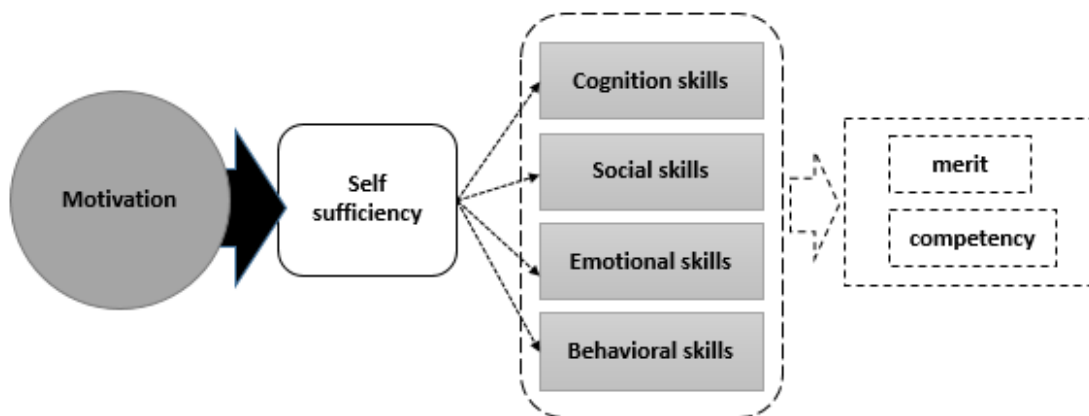 Motivation
Self
sufficiency
Cognition skills
Social skills
Emotional skills
Behavioral skills
merit
competency